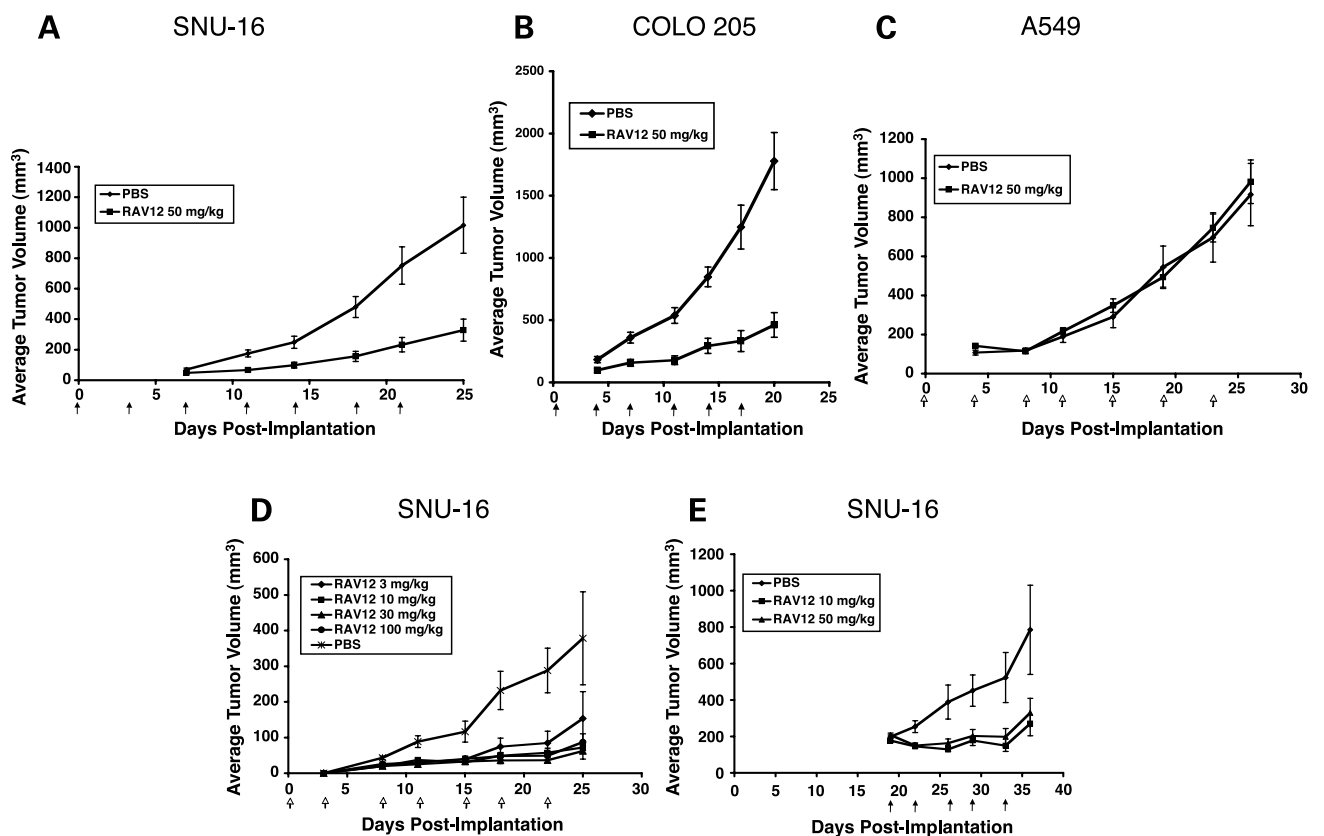 A SNU-16
Average Tumor Volume (mm³)
1400
1200
1000
800
600
400
200
0
PBS
RAV12 50 mg/kg
0 5 10 15 20 25
Days Post-Implantation
B COLO 205
Average Tumor Volume (mm³)
2500
2000
1500
1000
500
0
PBS
RAV12 50 mg/kg
0 5 10 15 20 25
Days Post-Implantation
C A549
Average Tumor Volume (mm³)
1200
1000
800
600
400
200
0
PBS
RAV12 50 mg/kg
0 5 10 15 20 25 30
Days Post-Implantation
D SNU-16
Average Tumor Volume (mm³)
600
500
400
300
200
100
0
RAV12 3 mg/kg
RAV12 10 mg/kg
RAV12 30 mg/kg
RAV12 100 mg/kg
PBS
0 5 10 15 20 25 30
Days Post-Implantation
E SNU-16
Average Tumor Volume (mm³)
1200
1000
800
600
400
200
0
PBS
RAV12 10 mg/kg
RAV12 50 mg/kg
0 5 10 15 20 25 30 35 40
Days Post-Implantation